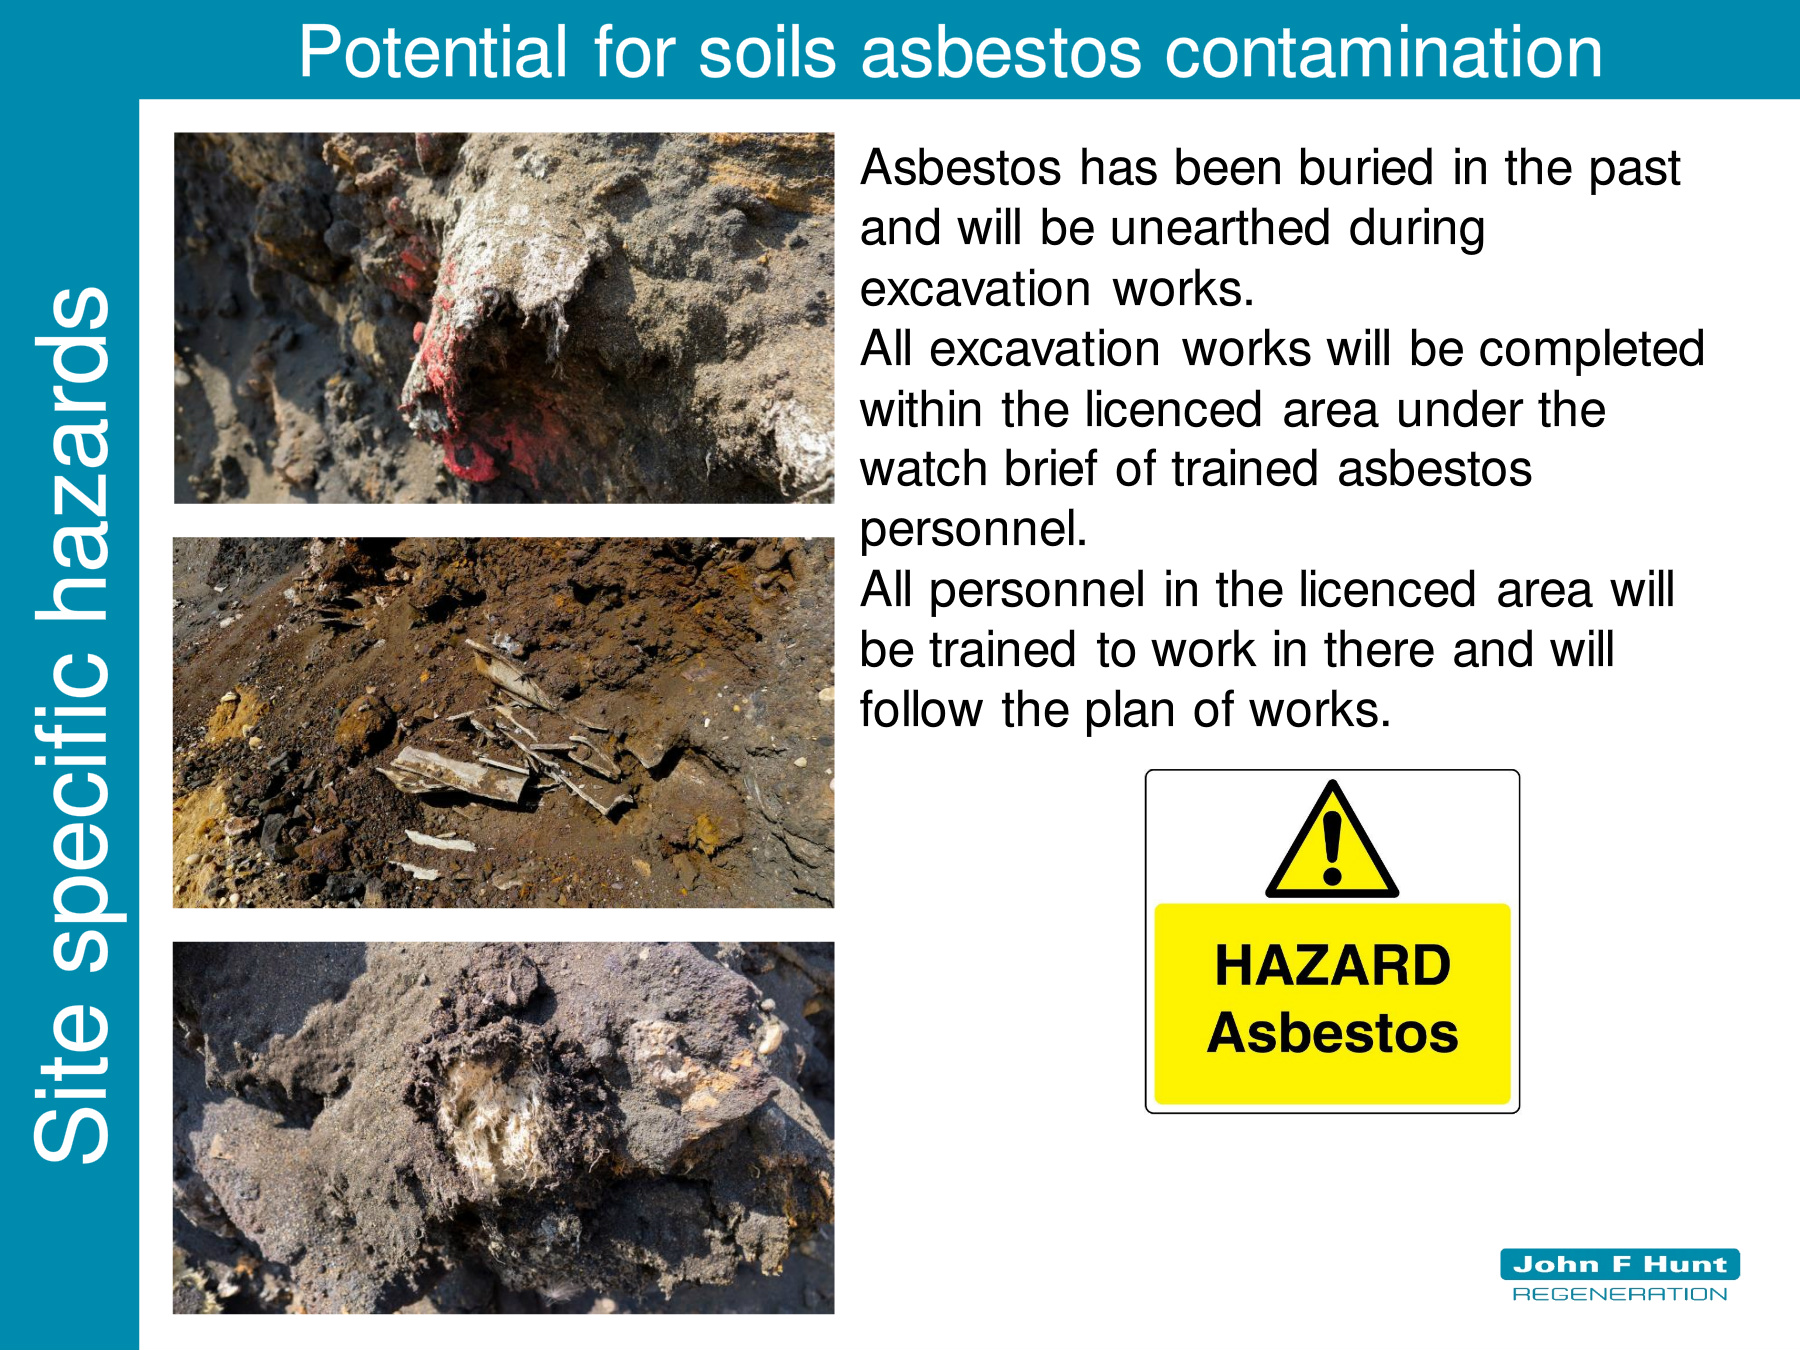 Potential for soils asbestos contamination
Site specific hazards
Asbestos has been buried in the past
and will be unearthed during
excavation works.
All excavation works will be completed
within the licenced area under the
watch brief of trained asbestos
personnel.
All personnel in the licenced area will
be trained to work in there and will
follow the plan of works.
HAZARD
Asbestos
John F Hunt
REGENERATION